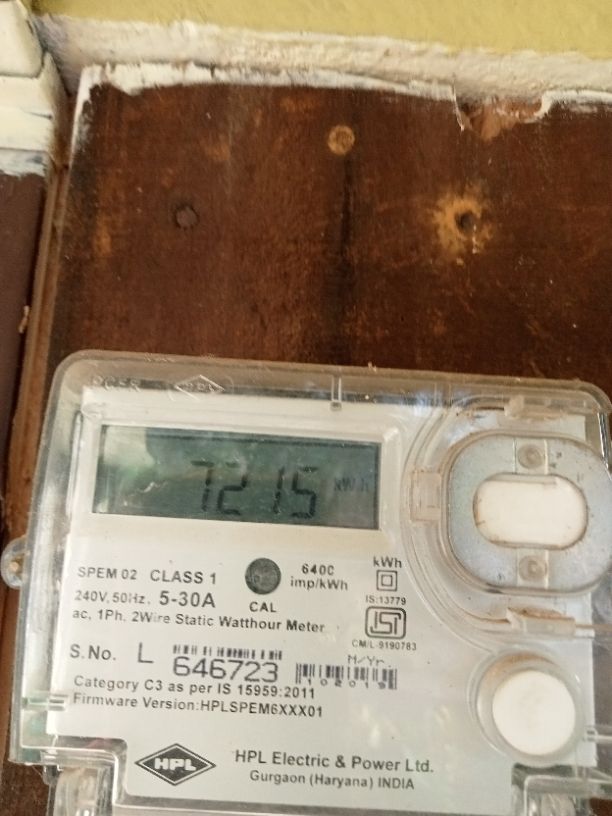 7215 kWh
SPEM 02 CLASS 1
240V, 50Hz, 5-30A
CAL
6400 imp/kWh
kWh
IS:13779
ac, 1Ph. 2Wire Static Watthour Meter
ISI
CM/L-9190783
S.No. L 646723
M/Yr.
Category C3 as per IS 15959:2011
Firmware Version:HPLSPEM6XXX01
HPL
HPL Electric & Power Ltd.
Gurgaon (Haryana) INDIA